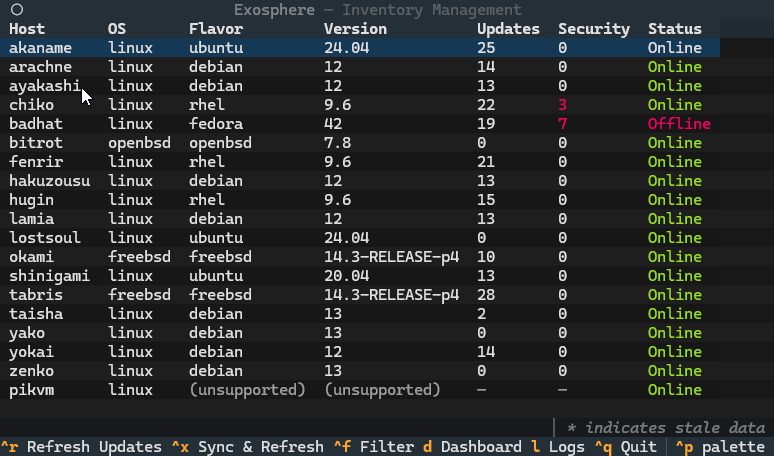 Exosphere — Inventory Management
Host OS Flavor Version Updates Security Status
akaname linux ubuntu 24.04 25 0 Online
arachne linux debian 12 14 0 Online
ayakashi linux debian 12 13 0 Online
chiko linux rhel 9.6 22 3 Online
badhat linux fedora 42 19 7 Offline
bitrot openbsd openbsd 7.8 0 0 Online
fenrir linux rhel 9.6 21 0 Online
hakuzousu linux debian 12 13 0 Online
hugin linux rhel 9.6 15 0 Online
lamia linux debian 12 13 0 Online
lostsoul linux ubuntu 24.04 0 0 Online
okami freebsd freebsd 14.3-RELEASE-p4 10 0 Online
shinigami linux ubuntu 20.04 13 0 Online
tabris freebsd freebsd 14.3-RELEASE-p4 28 0 Online
taisha linux debian 13 2 0 Online
yako linux debian 13 0 0 Online
yokai linux debian 12 14 0 Online
zenko linux debian 13 0 0 Online
pikvm linux (unsupported) (unsupported) — — Online
* indicates stale data
^r Refresh Updates ^x Sync & Refresh ^f Filter d Dashboard l Logs ^q Quit ^p palette